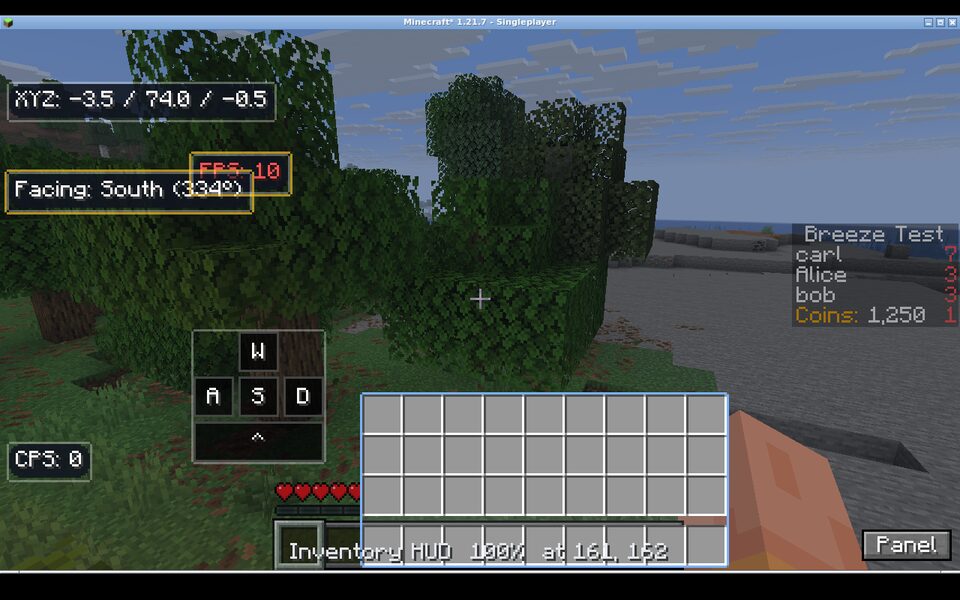 Minecraft* 1.21.7 - Singleplayer
XYZ: -3.5 / 74.0 / -0.5
FPS: 10
Facing: South (334°)
Breeze Test
carl 7
Alice 3
bob 3
Coins: 1,250 1
W
A S D
^
CPS: 0
Inventory HUD 100% at 161, 162
Panel